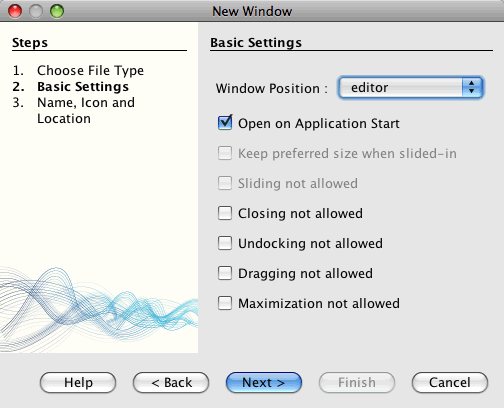 New Window
Steps
1. Choose File Type
2. Basic Settings
3. Name, Icon and
Location
Basic Settings
Window Position : editor
Open on Application Start
Keep preferred size when slided-in
Sliding not allowed
Closing not allowed
Undocking not allowed
Dragging not allowed
Maximization not allowed
Help < Back Next > Finish Cancel